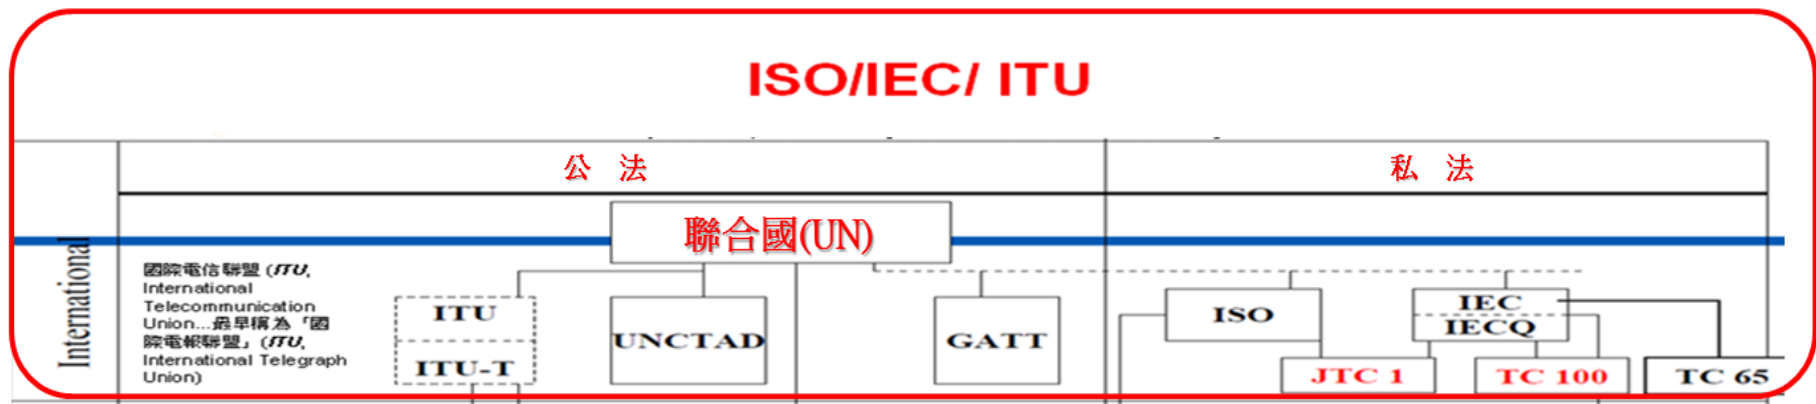 ISO/IEC/ ITU
公 法
私 法
聯合國(UN)
International
國際電信聯盟 (ITU,
International
Telecommunication
Union...最早稱為「國
際電報聯盟」(ITU,
International Telegraph
Union)
ITU
ITU-T
UNCTAD
GATT
ISO
IEC
IECQ
JTC 1
TC 100
TC 65